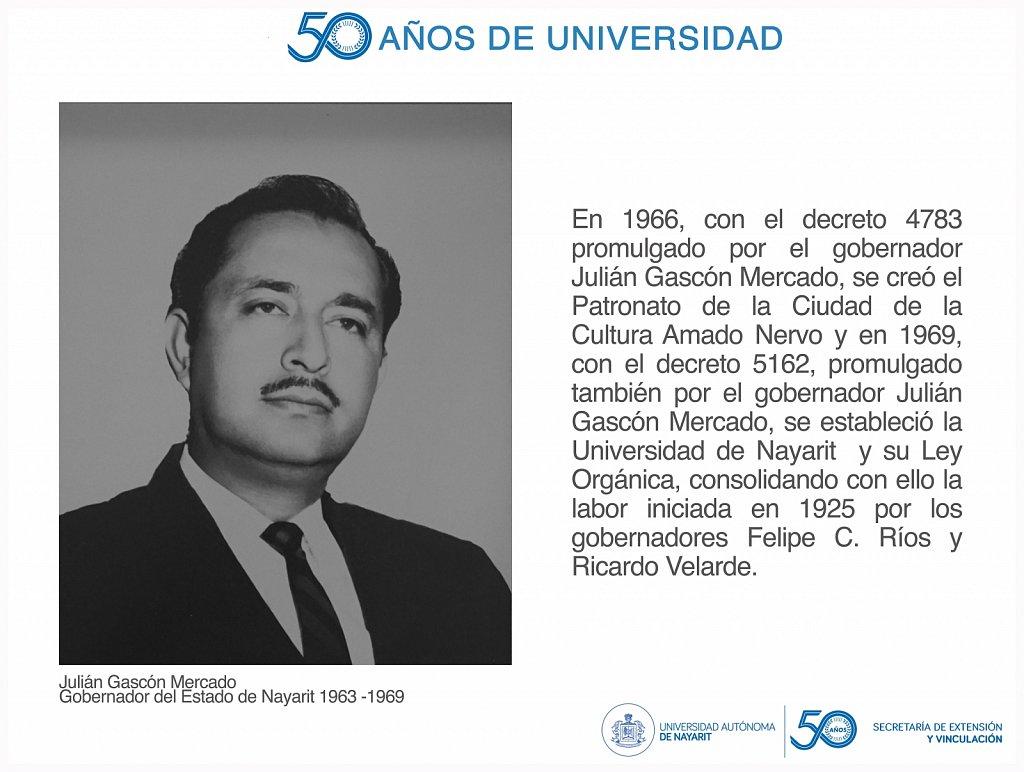 50 AÑOS DE UNIVERSIDAD
En 1966, con el decreto 4783
promulgado por el gobernador
Julián Gascón Mercado, se creó el
Patronato de la Ciudad de la
Cultura Amado Nervo y en 1969,
con el decreto 5162, promulgado
también por el gobernador Julián
Gascón Mercado, se estableció la
Universidad de Nayarit y su Ley
Orgánica, consolidando con ello la
labor iniciada en 1925 por los
gobernadores Felipe C. Ríos y
Ricardo Velarde.
Julián Gascón Mercado
Gobernador del Estado de Nayarit 1963 -1969
UNIVERSIDAD AUTÓNOMA
DE NAYARIT
50 AÑOS
SECRETARÍA DE EXTENSIÓN
Y VINCULACIÓN